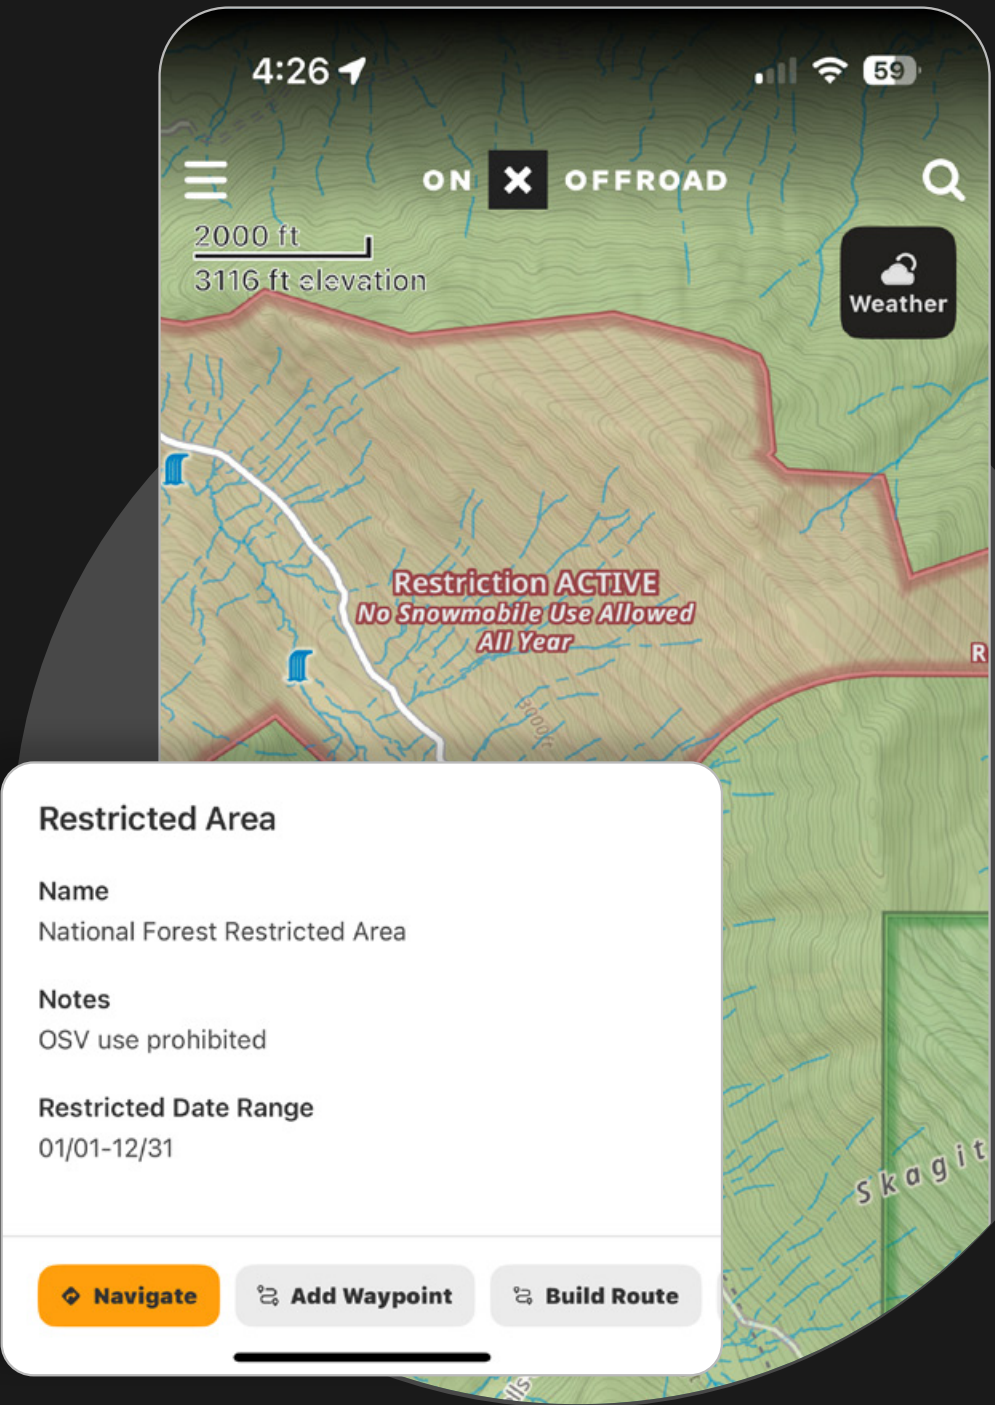 4:26
59
ON X OFFROAD
2000 ft
3116 ft elevation
Weather
Restriction ACTIVE
No Snowmobile Use Allowed
All Year
R
3000ft
Restricted Area
Name
National Forest Restricted Area
Notes
OSV use prohibited
Restricted Date Range
01/01-12/31
Skagit
Navigate
Add Waypoint
Build Route
lls